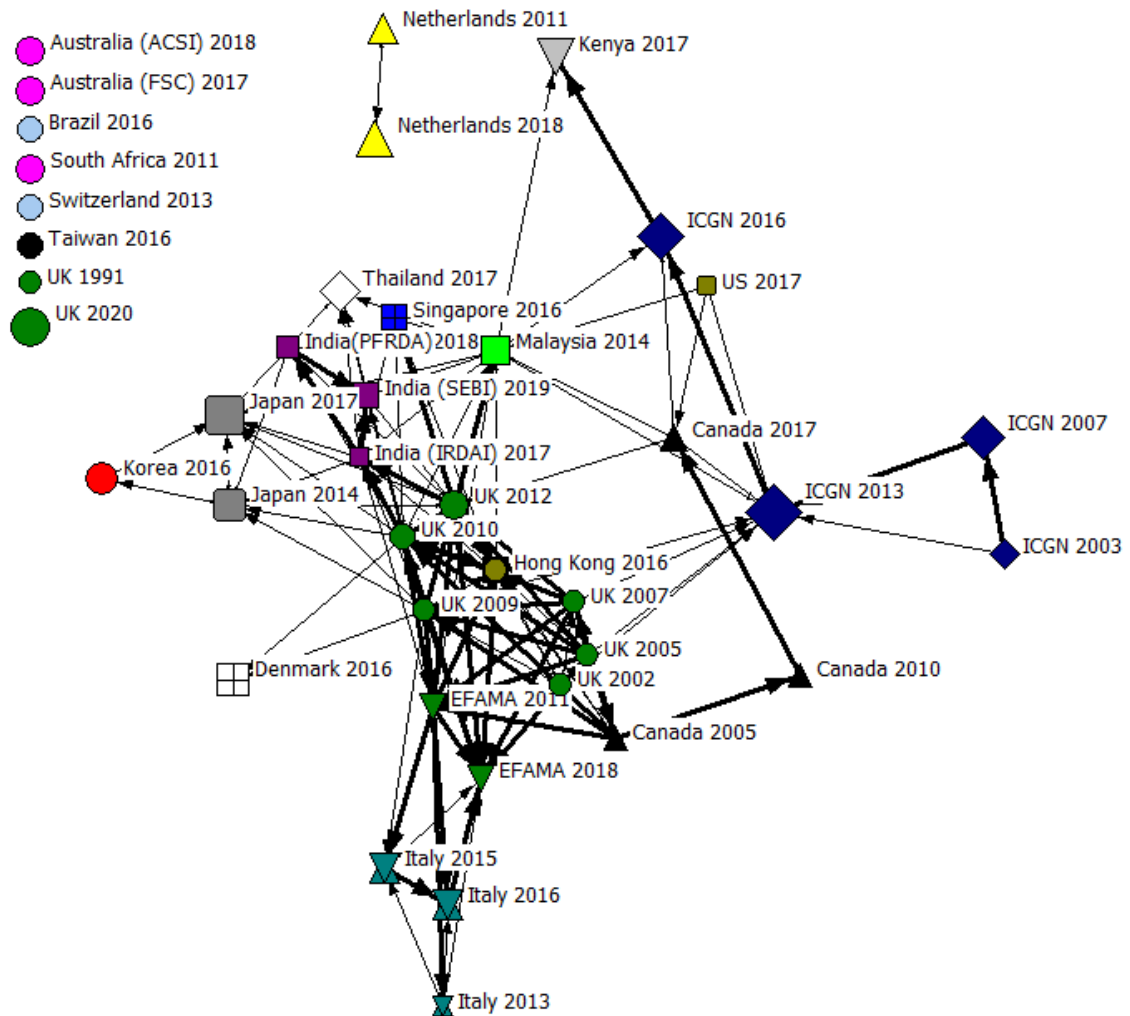 Netherlands 2011
Australia (ACSI) 2018
Kenya 2017
Australia (FSC) 2017
Brazil 2016
Netherlands 2018
South Africa 2011
Switzerland 2013
ICGN 2016
Taiwan 2016
UK 1991
Thailand 2017
US 2017
UK 2020
Singapore 2016
India(PFRDA)2018
Malaysia 2014
India (SEBI) 2019
Japan 2017
ICGN 2007
Canada 2017
India (IRDAI) 2017
Korea 2016
ICGN 2013
Japan 2014
UK 2012
UK 2010
ICGN 2003
Hong Kong 2016
UK 2007
UK 2009
UK 2005
Denmark 2016
Canada 2010
UK 2002
EFAMA 2011
Canada 2005
EFAMA 2018
Italy 2015
Italy 2016
Italy 2013